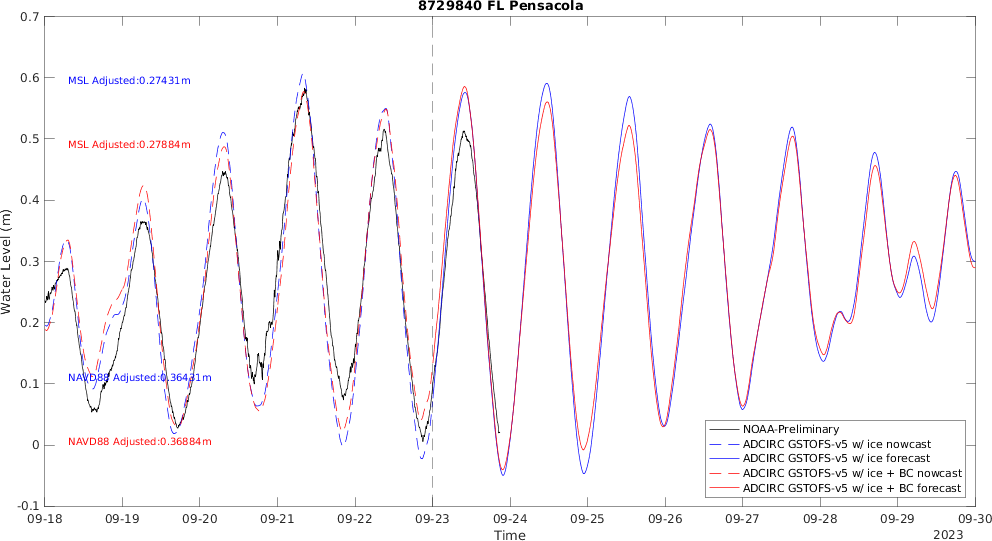 8729840 FL Pensacola
0.7
0.6
0.5
0.4
0.3
0.2
0.1
0
-0.1
Water Level (m)
MSL Adjusted:0.27431m
MSL Adjusted:0.27884m
NAVD88 Adjusted:0.36431m
NAVD88 Adjusted:0.36884m
NOAA-Preliminary
ADCIRC GSTOFS-v5 w/ ice nowcast
ADCIRC GSTOFS-v5 w/ ice forecast
ADCIRC GSTOFS-v5 w/ ice + BC nowcast
ADCIRC GSTOFS-v5 w/ ice + BC forecast
09-18 09-19 09-20 09-21 09-22 09-23 09-24 09-25 09-26 09-27 09-28 09-29 09-30
Time
2023